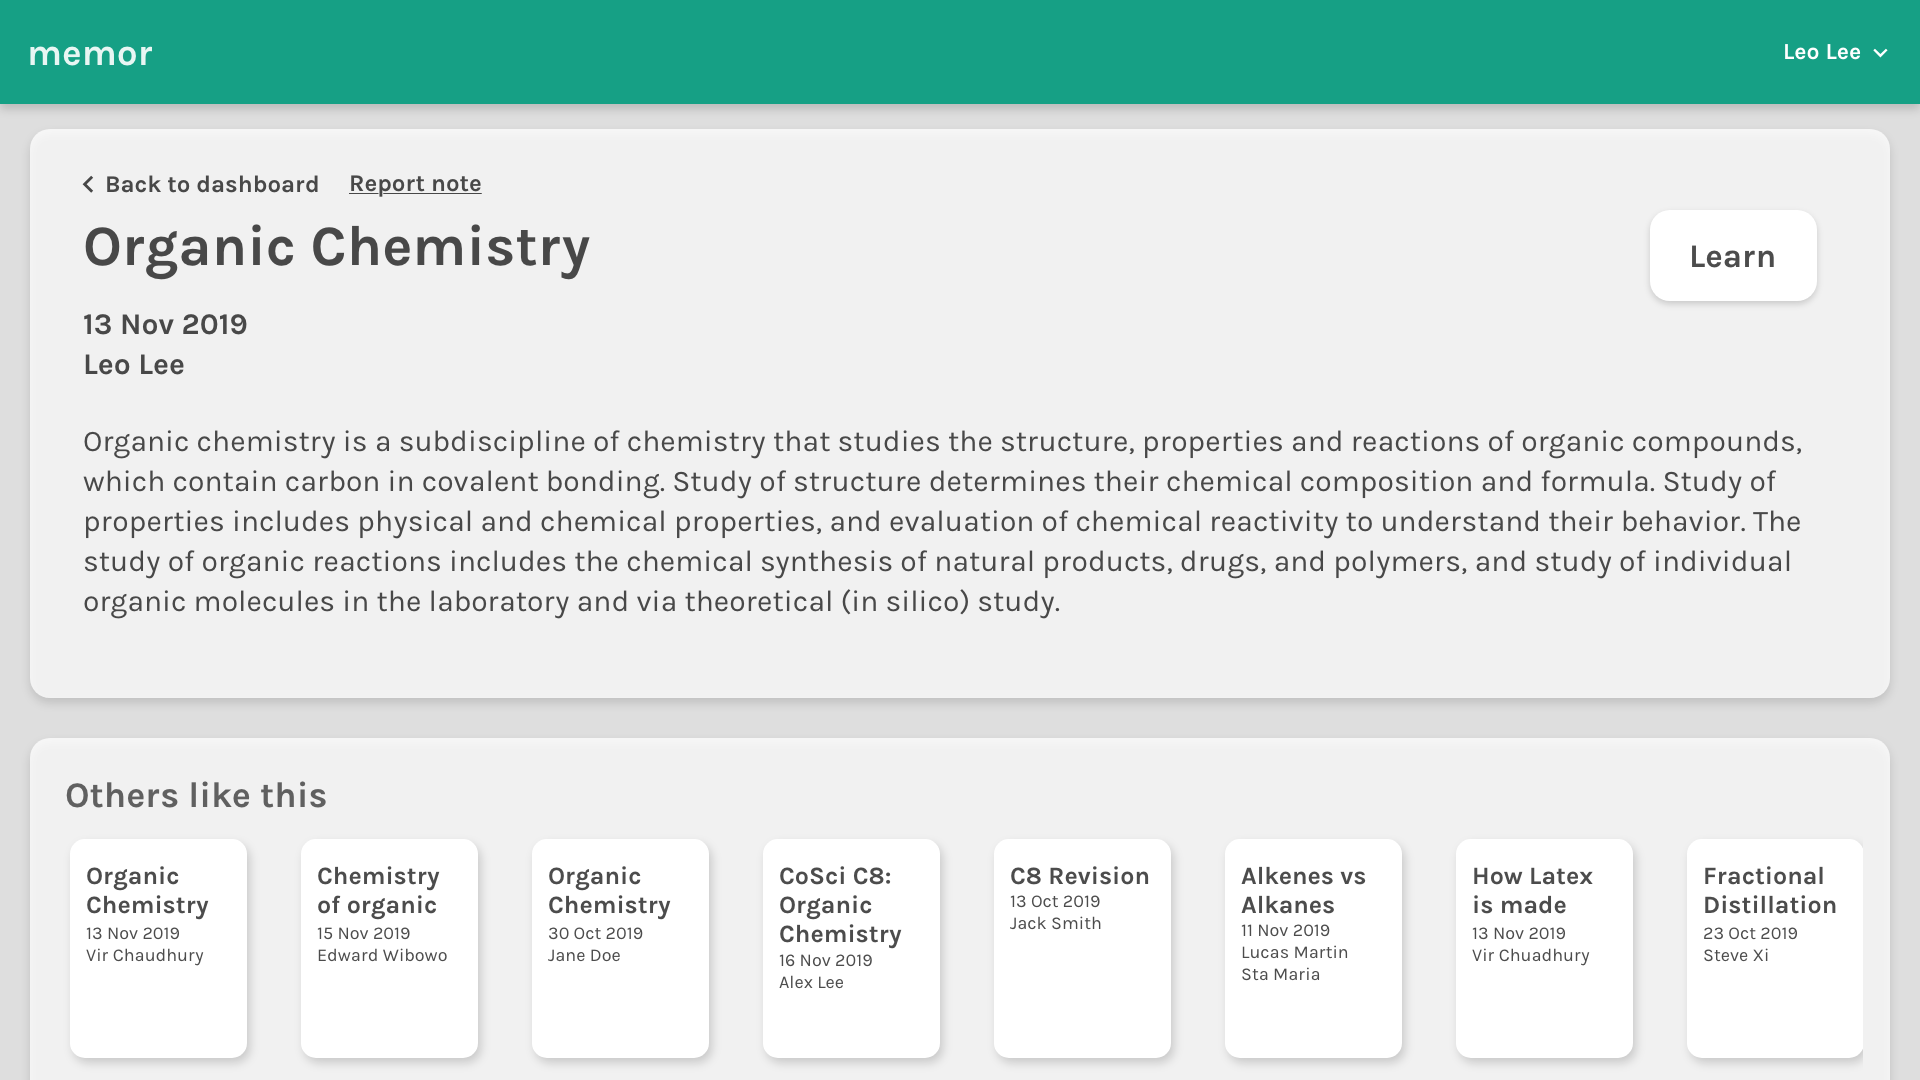 memor
Leo Lee
Back to dashboard
Report note
Organic Chemistry
Learn
13 Nov 2019
Leo Lee
Organic chemistry is a subdiscipline of chemistry that studies the structure, properties and reactions of organic compounds,
which contain carbon in covalent bonding. Study of structure determines their chemical composition and formula. Study of
properties includes physical and chemical properties, and evaluation of chemical reactivity to understand their behavior. The
study of organic reactions includes the chemical synthesis of natural products, drugs, and polymers, and study of individual
organic molecules in the laboratory and via theoretical (in silico) study.
Others like this
Organic
Chemistry
13 Nov 2019
Vir Chaudhury
Chemistry
of organic
15 Nov 2019
Edward Wibowo
Organic
Chemistry
30 Oct 2019
Jane Doe
CoSci C8:
Organic
Chemistry
16 Nov 2019
Alex Lee
C8 Revision
13 Oct 2019
Jack Smith
Alkenes vs
Alkanes
11 Nov 2019
Lucas Martin
Sta Maria
How Latex
is made
13 Nov 2019
Vir Chuadhury
Fractional
Distillation
23 Oct 2019
Steve Xi